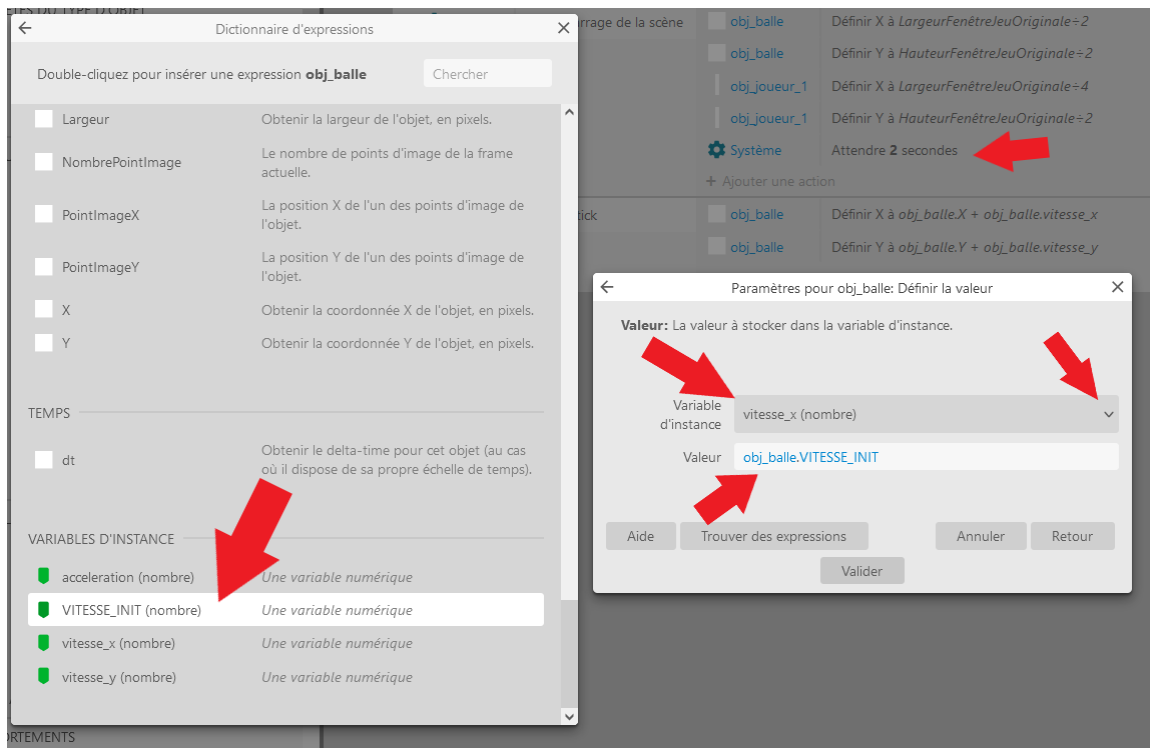 ETES DU TYPE D'OBJET
Dictionnaire d'expressions
Double-cliquez pour insérer une expression obj_balle
Chercher
Largeur
Obtenir la largeur de l'objet, en pixels.
NombrePointImage
Le nombre de points d'image de la frame
actuelle.
PointImageX
La position X de l'un des points d'image de
l'objet.
PointImageY
La position Y de l'un des points d'image de
l'objet.
X
Obtenir la coordonnée X de l'objet, en pixels.
Y
Obtenir la coordonnée Y de l'objet, en pixels.
TEMPS
dt
Obtenir le delta-time pour cet objet (au cas
où il dispose de sa propre échelle de temps).
VARIABLES D'INSTANCE
acceleration (nombre)
Une variable numérique
VITESSE_INIT (nombre)
Une variable numérique
vitesse_x (nombre)
Une variable numérique
vitesse_y (nombre)
Une variable numérique
ORTEMENTS
rrage de la scène
obj_balle
Définir X à LargeurFenêtreJeuOriginale÷2
obj_balle
Définir Y à HauteurFenêtreJeuOriginale÷2
obj_joueur_1
Définir X à LargeurFenêtreJeuOriginale÷4
obj_joueur_1
Définir Y à HauteurFenêtreJeuOriginale÷2
Système
Attendre 2 secondes
+ Ajouter une action
tick
obj_balle
Définir X à obj_balle.X + obj_balle.vitesse_x
obj_balle
Définir Y à obj_balle.Y + obj_balle.vitesse_y
Paramètres pour obj_balle: Définir la valeur
Valeur: La valeur à stocker dans la variable d'instance.
Variable
d'instance
vitesse_x (nombre)
Valeur
obj_balle.VITESSE_INIT
Aide
Trouver des expressions
Annuler
Retour
Valider